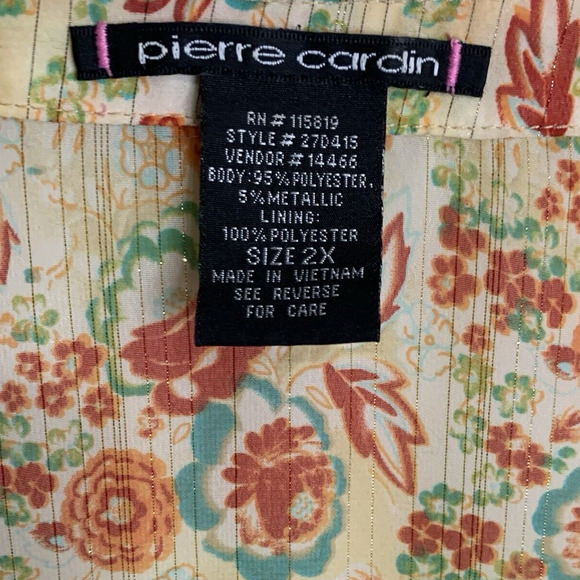 pierre cardin
RN # 115819
STYLE # 27D415
VENDOR # 14466
BODY: 95% POLYESTER,
5% METALLIC
LINING:
100% POLYESTER
SIZE 2X
MADE IN VIETNAM
SEE REVERSE
FOR CARE